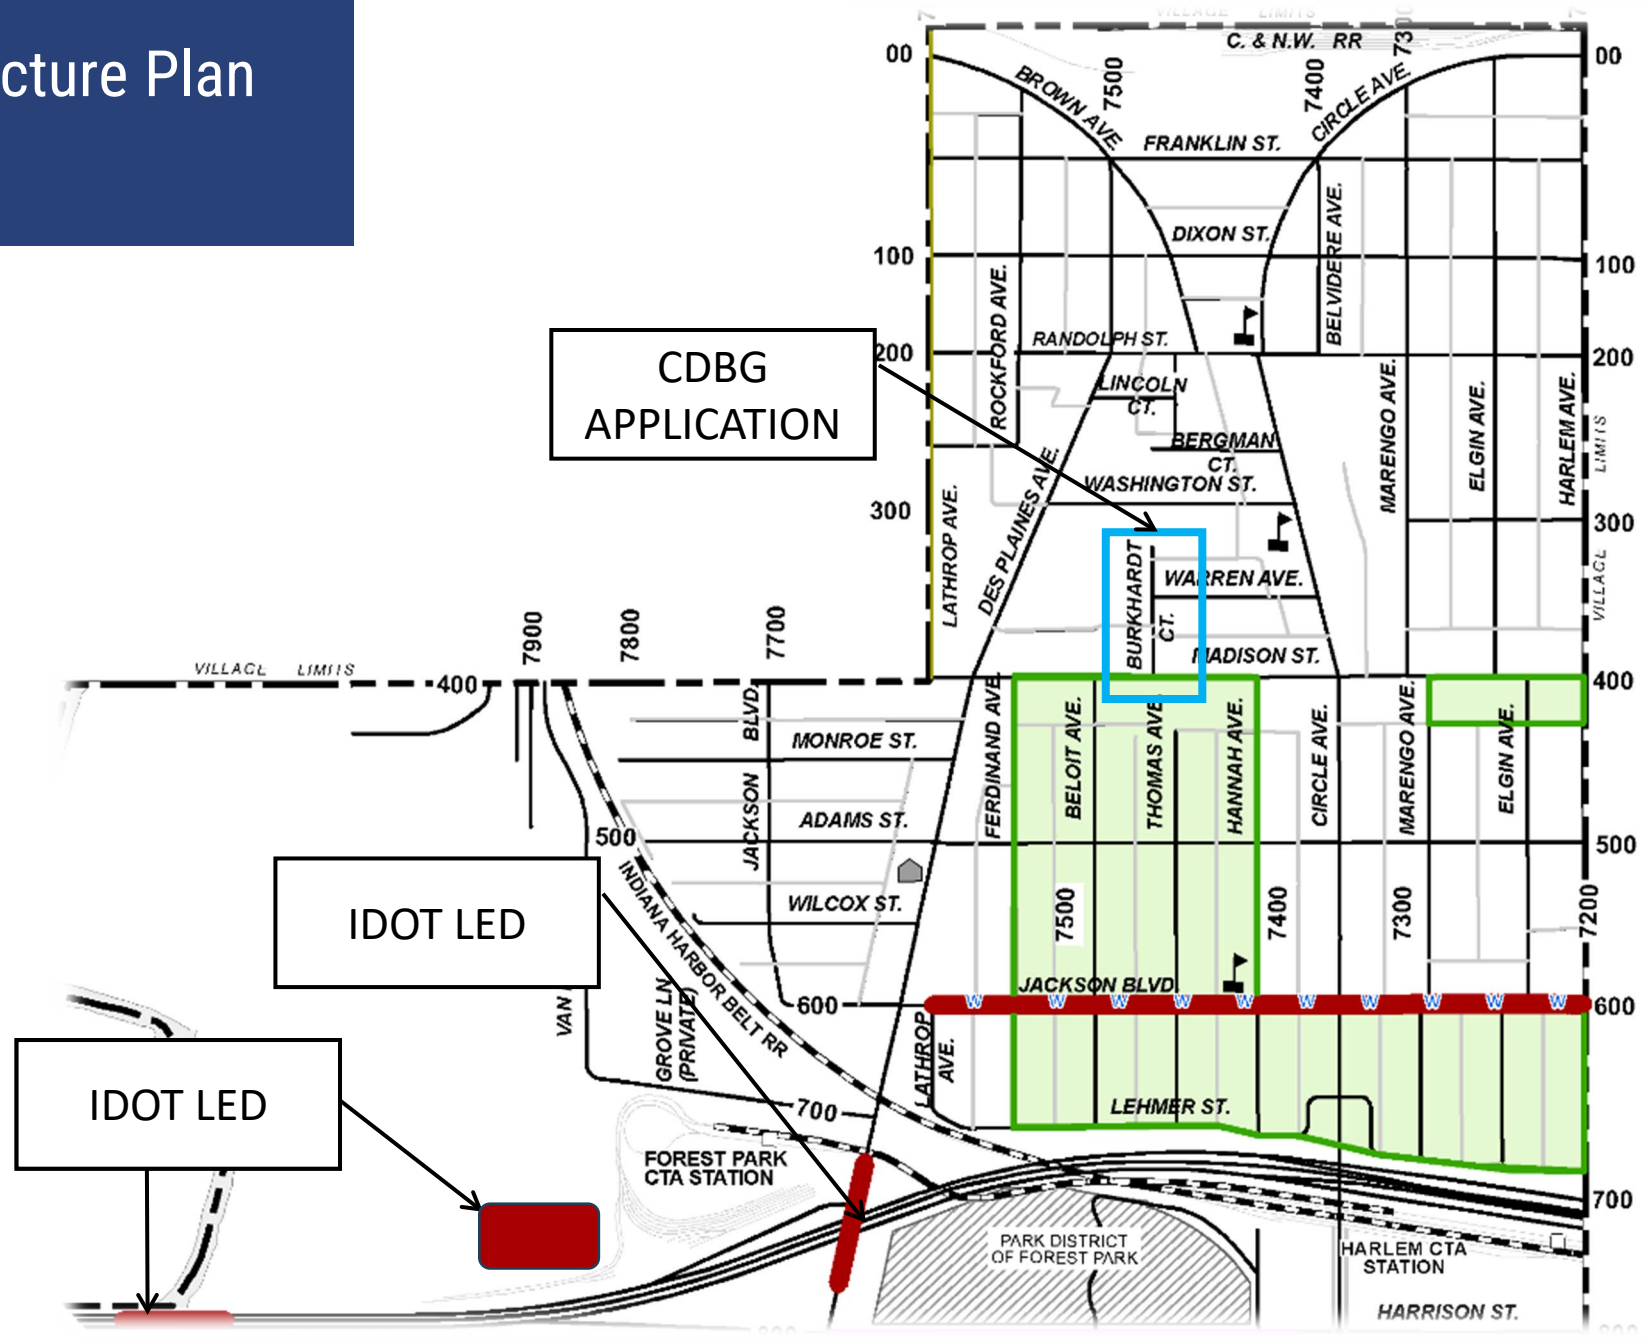 cture Plan
VILLAGE LIMITS
C. & N.W. RR
00
7500
7400
00
BROWN AVE.
CIRCLE AVE.
FRANKLIN ST.
DIXON ST.
BELVIDERE AVE.
100
100
ROCKFORD AVE.
RANDOLPH ST.
200
200
CDBG
APPLICATION
LINCOLN
CT.
BERGMAN
CT.
MARENGO AVE.
ELGIN AVE.
HARLEM AVE.
VILLAGE LIMITS
WASHINGTON ST.
300
300
LATHROP AVE.
DES PLAINES AVE.
BURKHARDT
CT.
WARREN AVE.
MADISON ST.
7900
7800
7700
VILLAGE LIMITS
400
400
JACKSON BLVD.
MONROE ST.
FERDINAND AVE.
BELOIT AVE.
THOMAS AVE.
HANNAH AVE.
CIRCLE AVE.
MARENGO AVE.
ELGIN AVE.
ADAMS ST.
500
500
IDOT LED
INDIANA HARBOR BELT RR
WILCOX ST.
7500
7400
7300
7200
VAN
GROVE LN
(PRIVATE)
JACKSON BLVD.
600
W W W W W W W W W W
600
LATHROP
AVE.
IDOT LED
700
LEHMER ST.
FOREST PARK
CTA STATION
700
PARK DISTRICT
OF FOREST PARK
HARLEM CTA
STATION
HARRISON ST.